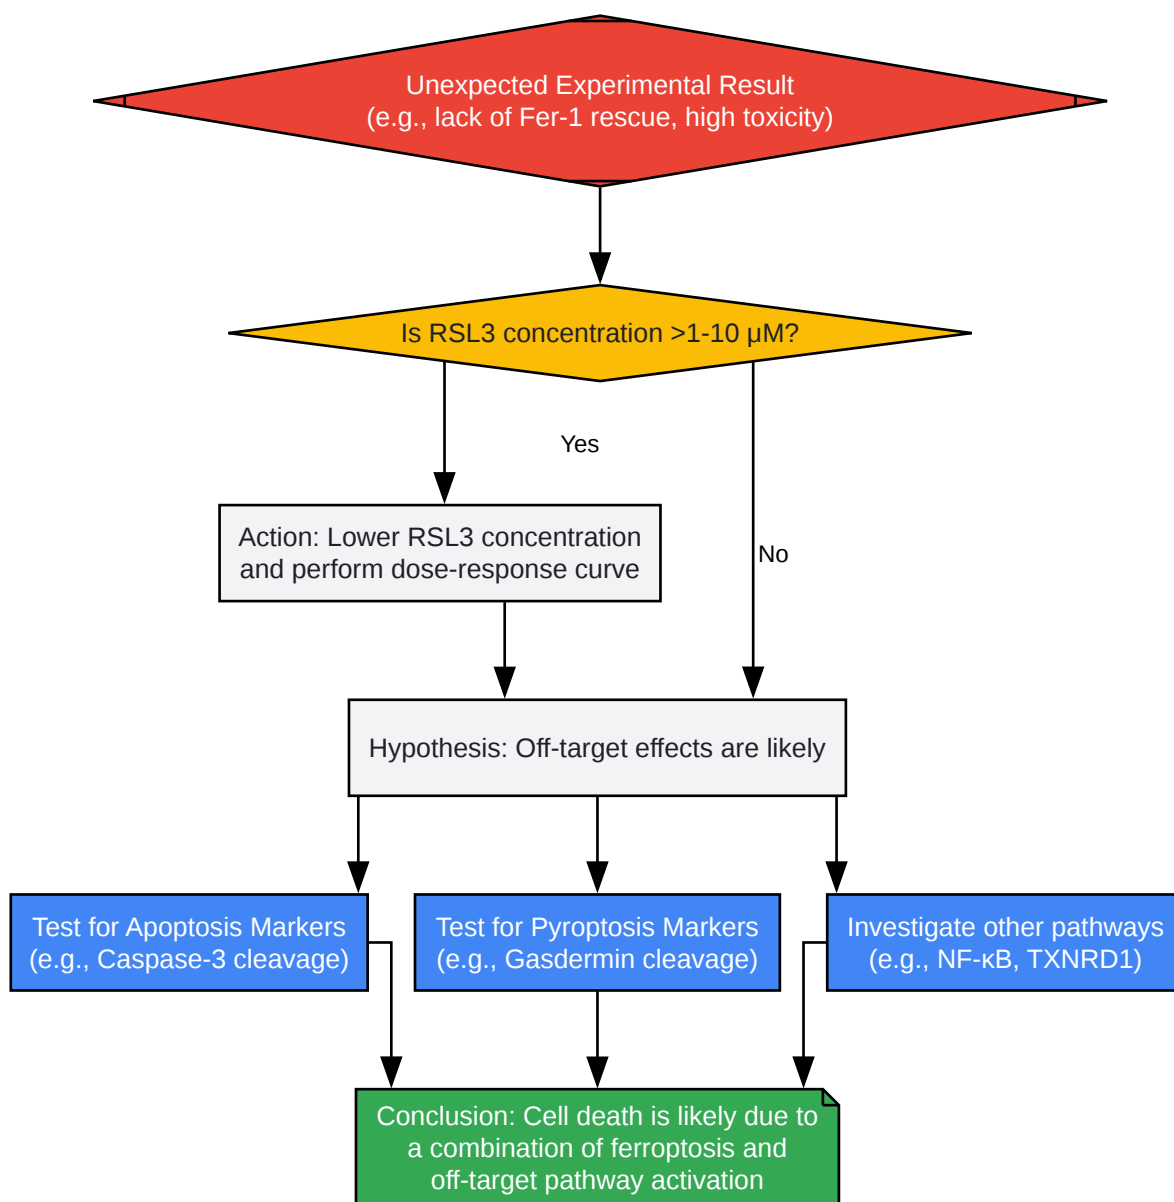 Unexpected Experimental Result
(e.g., lack of Fer-1 rescue, high toxicity)
Is RSL3 concentration >1-10 μM?
Yes
Action: Lower RSL3 concentration
and perform dose-response curve
No
Hypothesis: Off-target effects are likely
Test for Apoptosis Markers
(e.g., Caspase-3 cleavage)
Test for Pyroptosis Markers
(e.g., Gasdermin cleavage)
Investigate other pathways
(e.g., NF-κB, TXNRD1)
Conclusion: Cell death is likely due to
a combination of ferroptosis and
off-target pathway activation